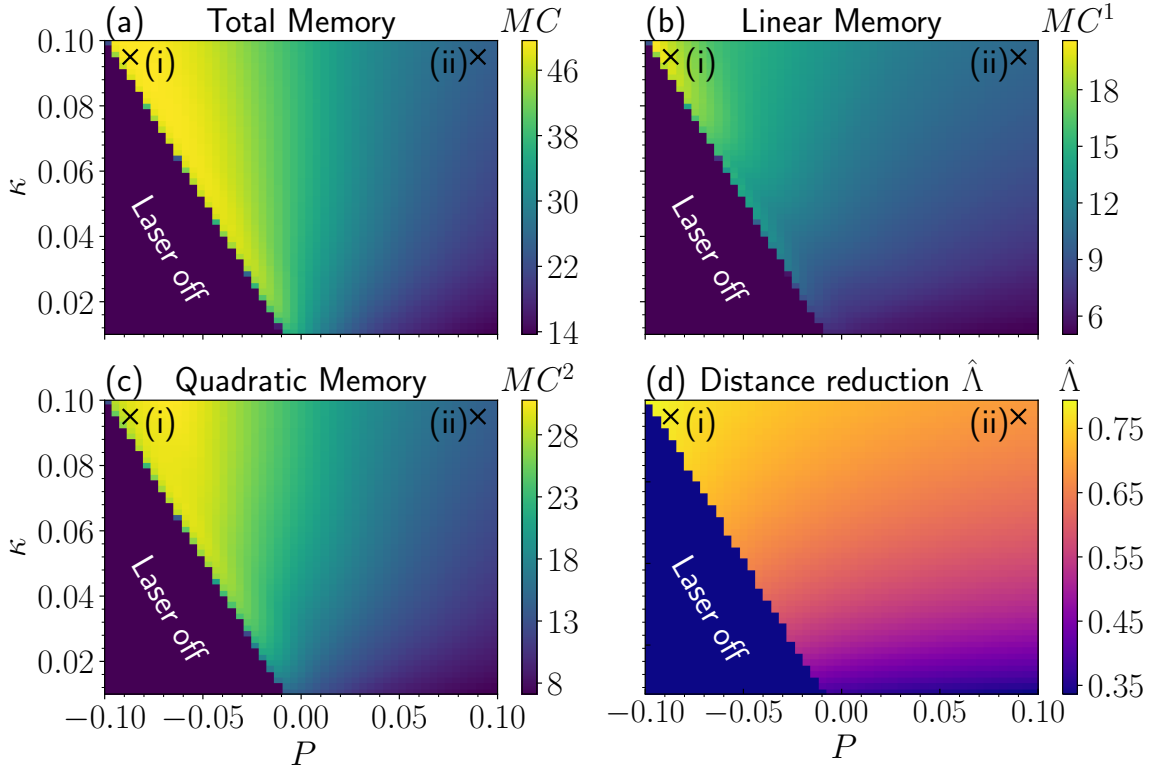 (a) Total Memory MC
(b) Linear Memory MC¹
0.10
0.08
0.06
0.04
0.02
κ
× (i)
(ii) ×
Laser off
46
38
30
22
14
× (i)
(ii) ×
Laser off
18
15
12
9
6
(c) Quadratic Memory MC²
(d) Distance reduction Λ̂ Λ̂
0.10
0.08
0.06
0.04
0.02
κ
× (i)
(ii) ×
Laser off
28
23
18
13
8
× (i)
(ii) ×
Laser off
0.75
0.65
0.55
0.45
0.35
−0.10 −0.05 0.00 0.05 0.10
P
−0.10 −0.05 0.00 0.05 0.10
P